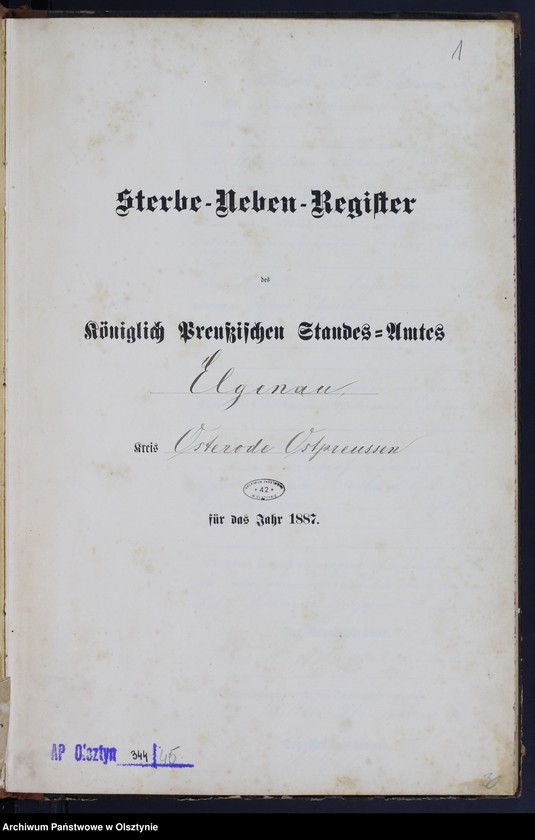 1
Sterbe-Neben-Register
des
Königlich Preußischen Standes=Amtes
Elgenau
Kreis Osterode Ostpreussen
42
für das Jahr 1887.
AP Olsztyn 344/45
Archiwum Państwowe w Olsztynie